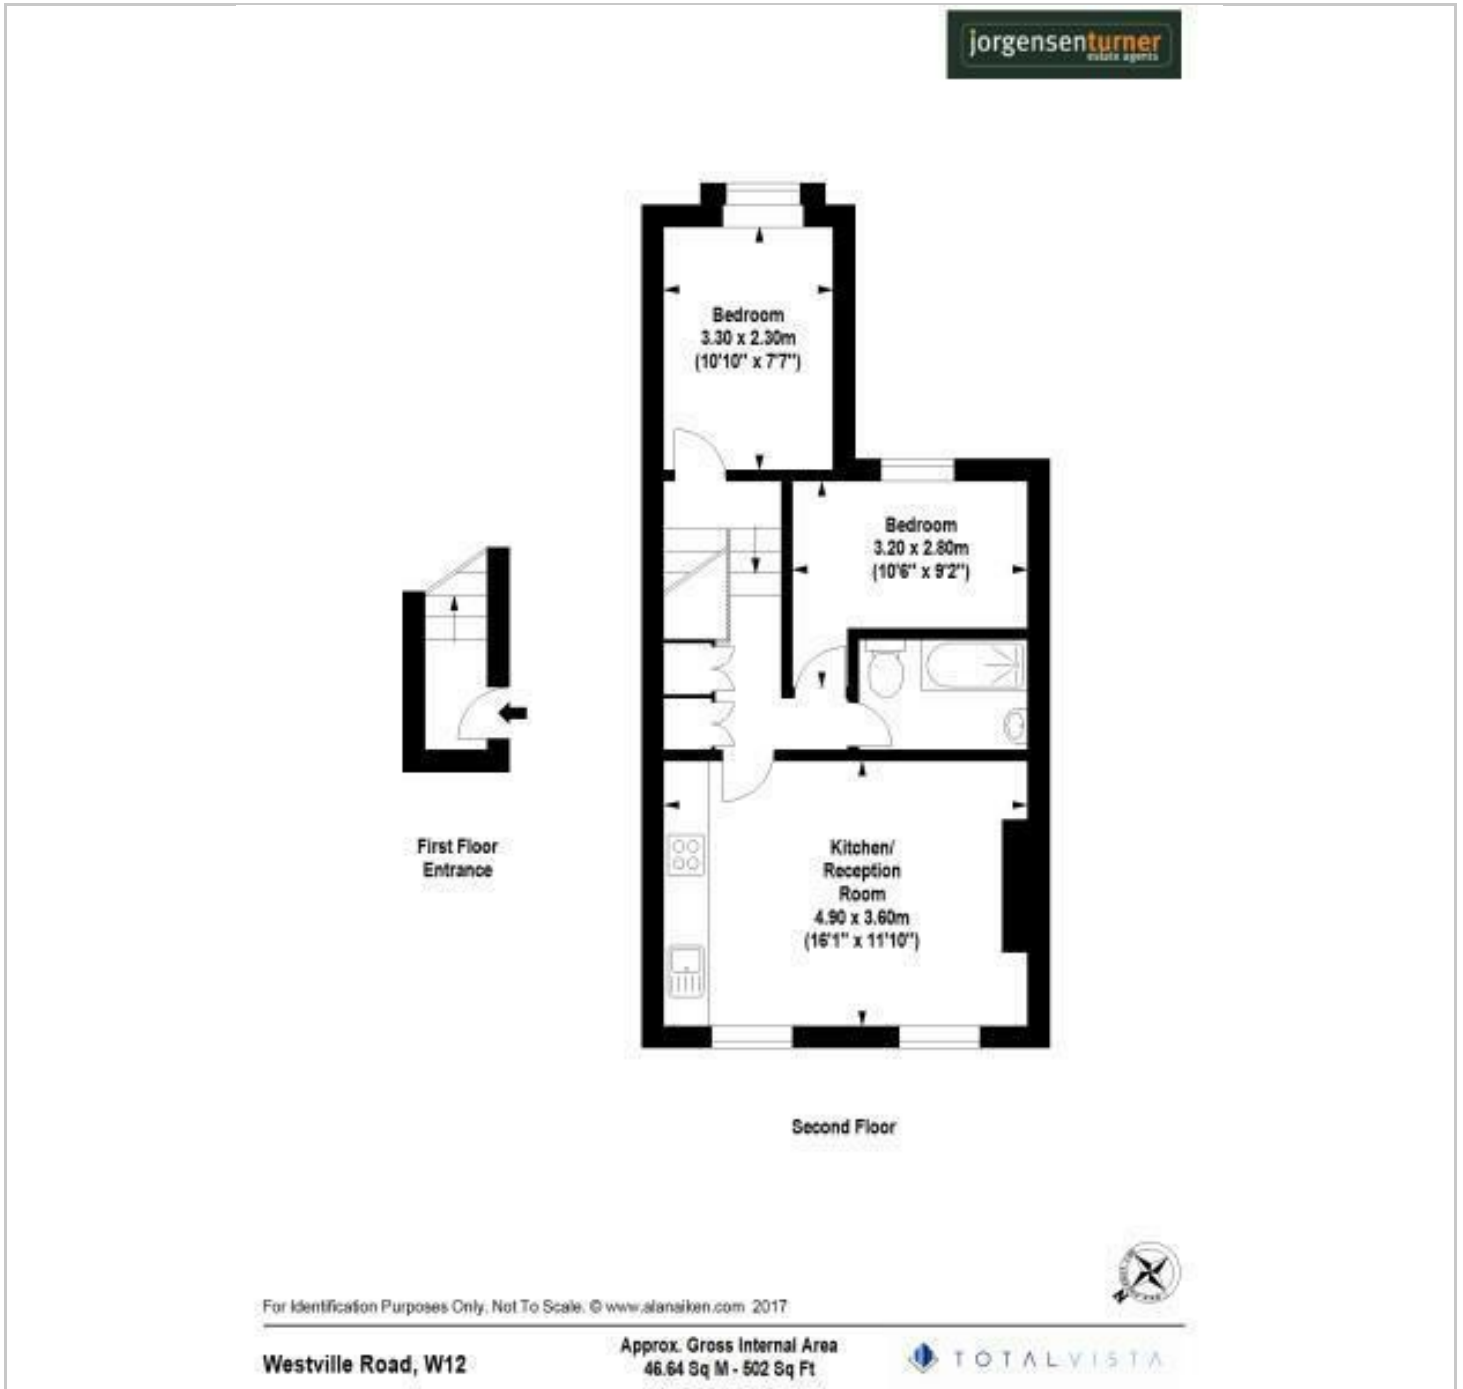 jorgensenturner
estate agents
Bedroom
3.30 x 2.30m
(10'10" x 7'7")
Bedroom
3.20 x 2.80m
(10'6" x 9'2")
First Floor
Entrance
Kitchen/
Reception
Room
4.90 x 3.60m
(16'1" x 11'10")
Second Floor
N
For Identification Purposes Only. Not To Scale. © www.alanaiken.com 2017
Westville Road, W12
Approx. Gross Internal Area
46.64 Sq M - 502 Sq Ft
TOTALVISTA